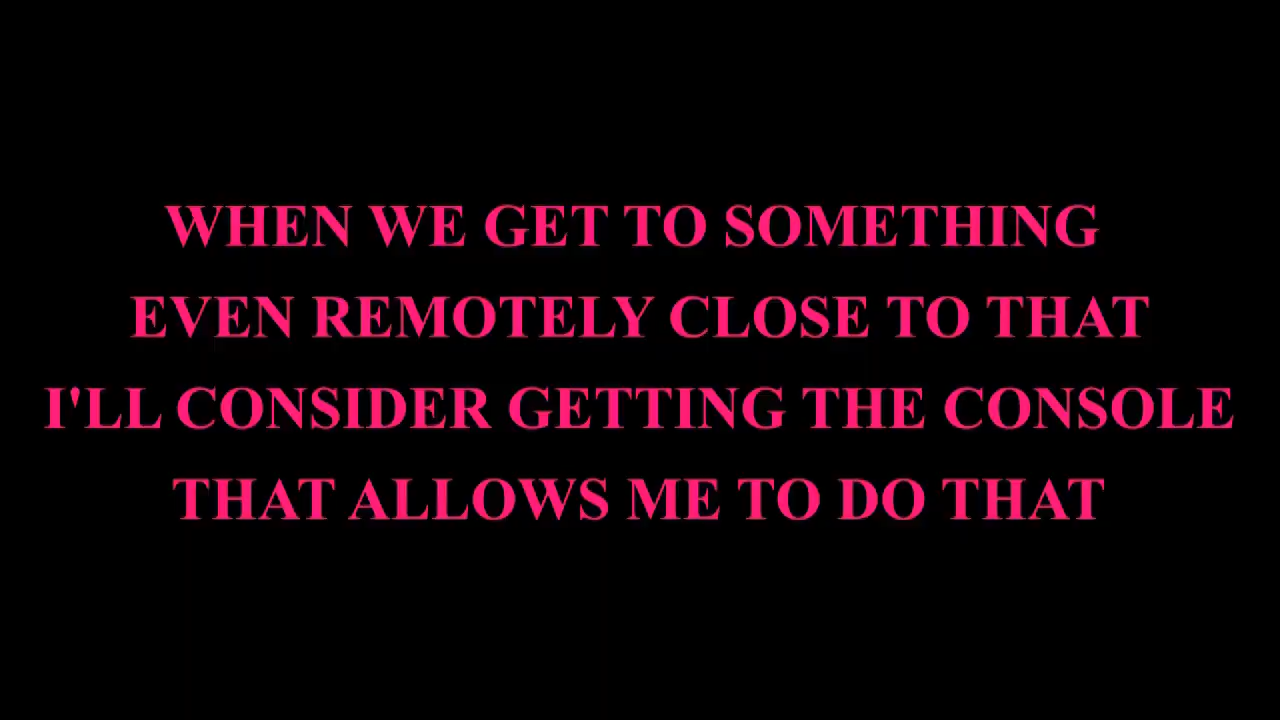 WHEN WE GET TO SOMETHING
EVEN REMOTELY CLOSE TO THAT
I'LL CONSIDER GETTING THE CONSOLE
THAT ALLOWS ME TO DO THAT